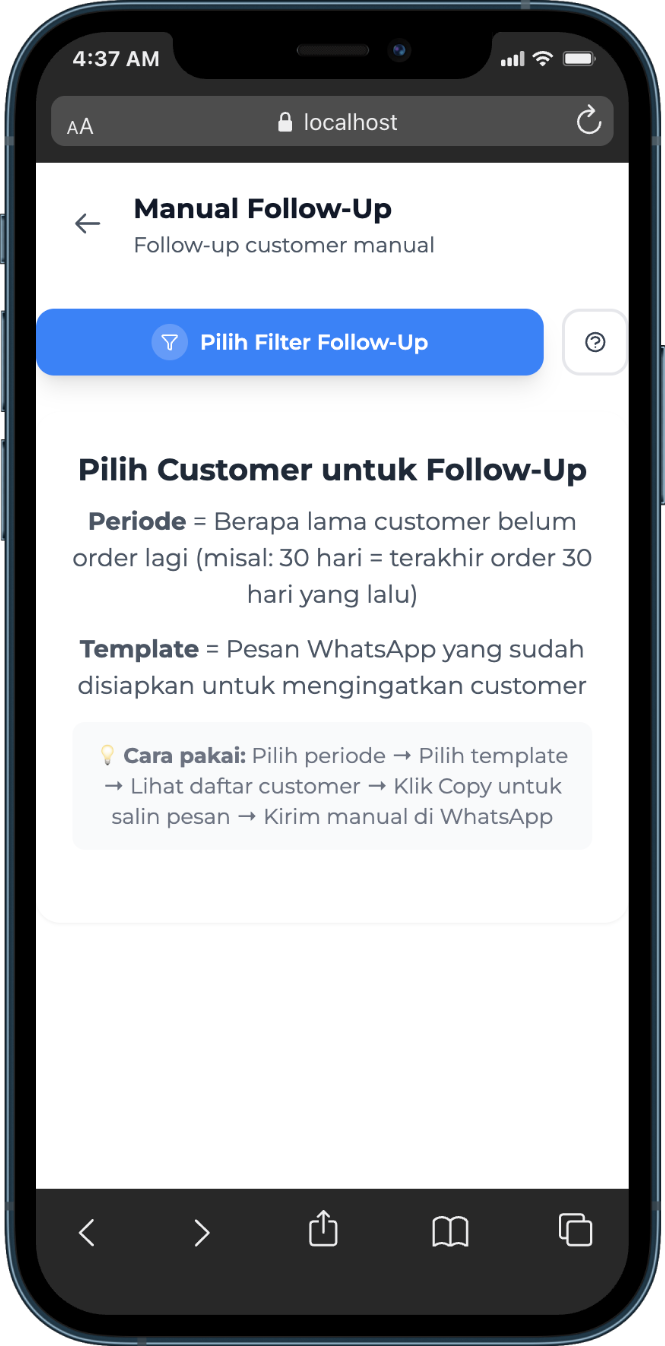 4:37 AM
AA
localhost
Manual Follow-Up
Follow-up customer manual
Pilih Filter Follow-Up
Pilih Customer untuk Follow-Up
Periode = Berapa lama customer belum
order lagi (misal: 30 hari = terakhir order 30
hari yang lalu)
Template = Pesan WhatsApp yang sudah
disiapkan untuk mengingatkan customer
💡 Cara pakai: Pilih periode → Pilih template
→ Lihat daftar customer → Klik Copy untuk
salin pesan → Kirim manual di WhatsApp